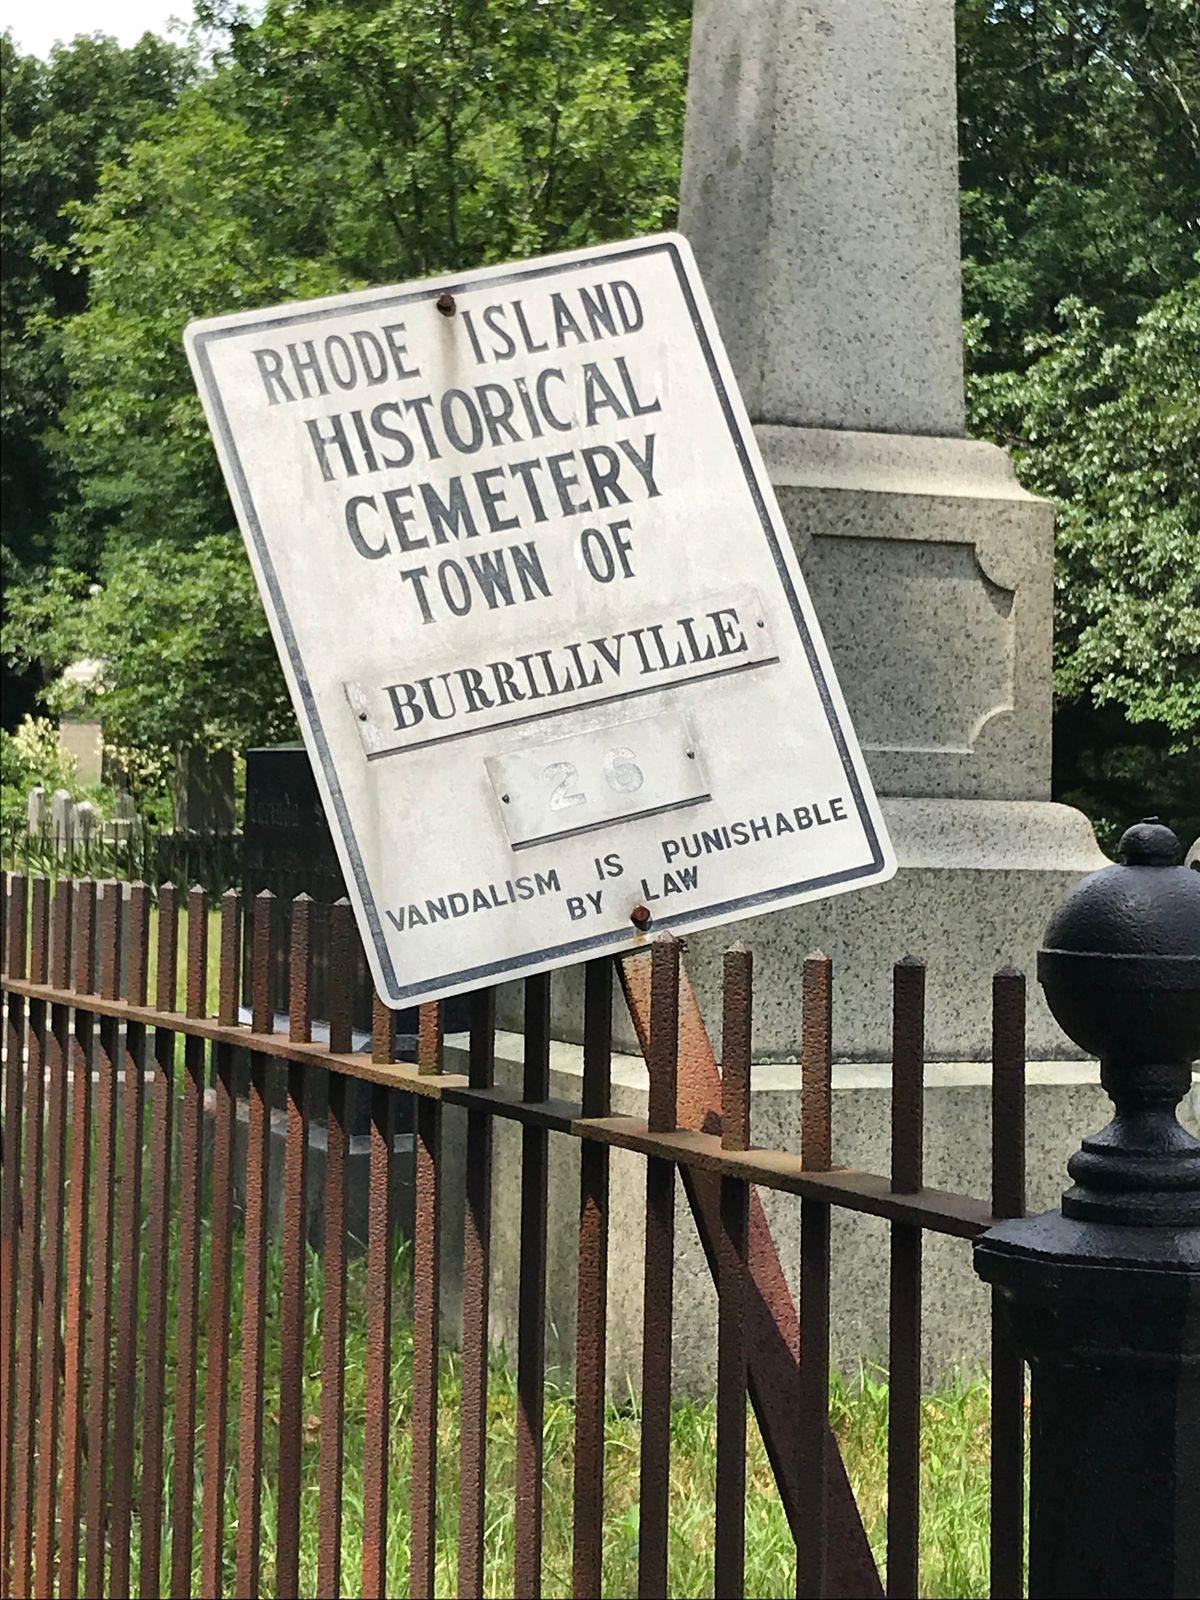 RHODE ISLAND
HISTORICAL
CEMETERY
TOWN OF
BURRILLVILLE
26
VANDALISM IS PUNISHABLE
BY LAW